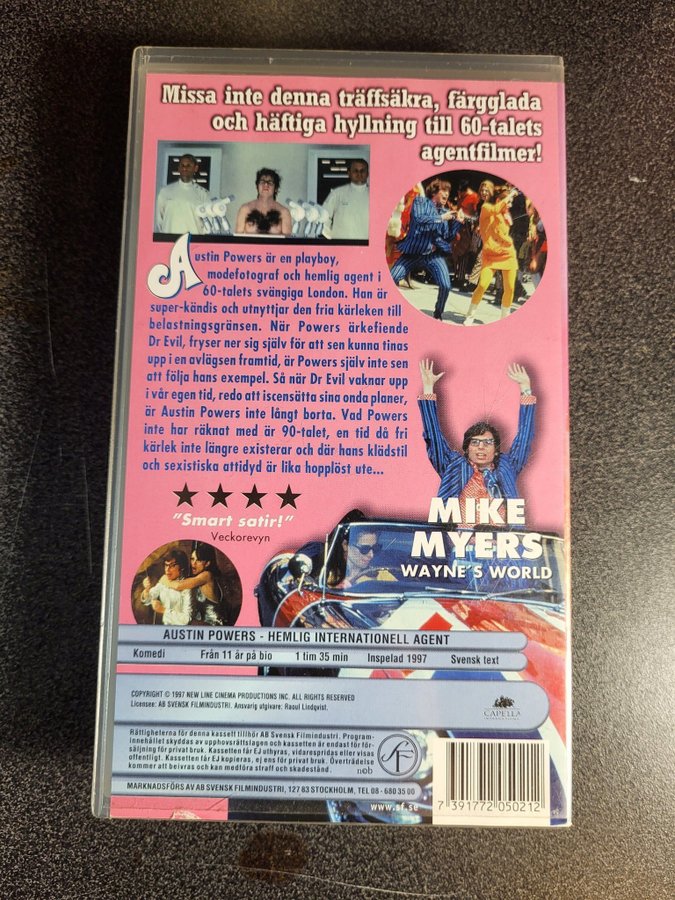 Missa inte denna träffsäkra, färgglada
och häftiga hyllning till 60-talets
agentfilmer!
Austin Powers är en playboy,
modefotograf och hemlig agent i
60-talets svängiga London. Han är
super-kändis och utnyttjar den fria kärleken till
belastningsgränsen. När Powers ärkefiende
Dr Evil, fryser ner sig själv för att sen kunna tinas
upp i en avlägsen framtid, är Powers själv inte sen
att följa hans exempel. Så när Dr Evil vaknar upp
i vår egen tid, redo att iscensätta sina onda planer,
är Austin Powers inte långt borta. Vad Powers
inte har räknat med är 90-talet, en tid då fri
kärlek inte längre existerar och där hans klädstil
och sexistiska attidyd är lika hopplöst ute...
"Smart satir!"
Veckorevyn
MIKE
MYERS
WAYNE'S WORLD
AUSTIN POWERS - HEMLIG INTERNATIONELL AGENT
Komedi Från 11 år på bio 1 tim 35 min Inspelad 1997 Svensk text
COPYRIGHT © 1997 NEW LINE CINEMA PRODUCTIONS INC. ALL RIGHTS RESERVED
Licensee: AB SVENSK FILMINDUSTRI. Ansvarig utgivare: Raoul Lindqvist.
CAPELLA
Rättigheterna för denna kassett tillhör AB Svensk Filmindustri. Program-
innehållet skyddas av upphovsrättslagen och kassetten är endast för för-
säljning för privat bruk. Kassetten får EJ uthyras, vidarespridas eller visas
offentligt. Kassetten får EJ kopieras, ej ens för privat bruk. Överträdelse
kommer att beivras och kan medföra straff och skadestånd.
SF
n©b
MARKNADSFÖRS AV AB SVENSK FILMINDUSTRI, 127 83 STOCKHOLM, TEL 08 - 680 35 00
www.sf.se
7 391772 050212